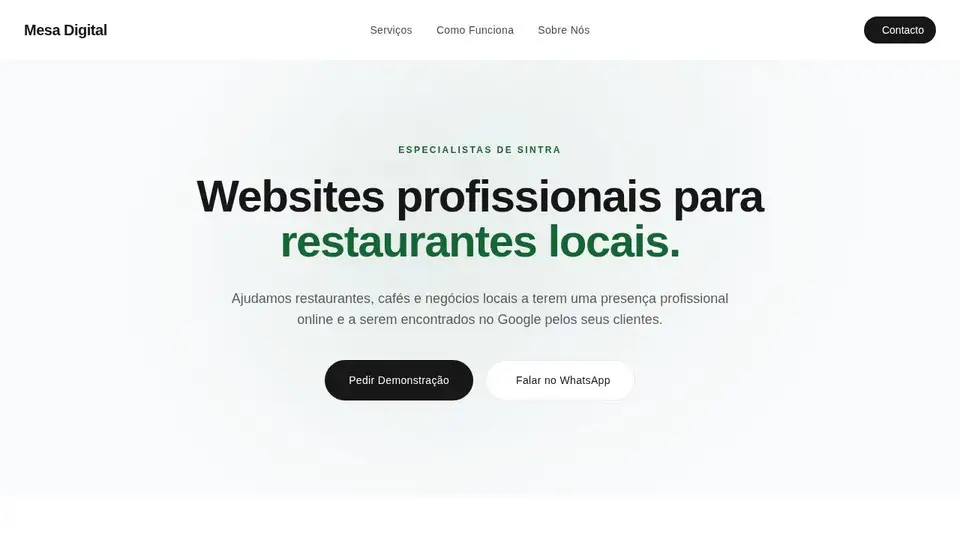 Mesa Digital
Serviços
Como Funciona
Sobre Nós
Contacto
ESPECIALISTAS DE SINTRA
Websites profissionais para
restaurantes locais.
Ajudamos restaurantes, cafés e negócios locais a terem uma presença profissional
online e a serem encontrados no Google pelos seus clientes.
Pedir Demonstração
Falar no WhatsApp